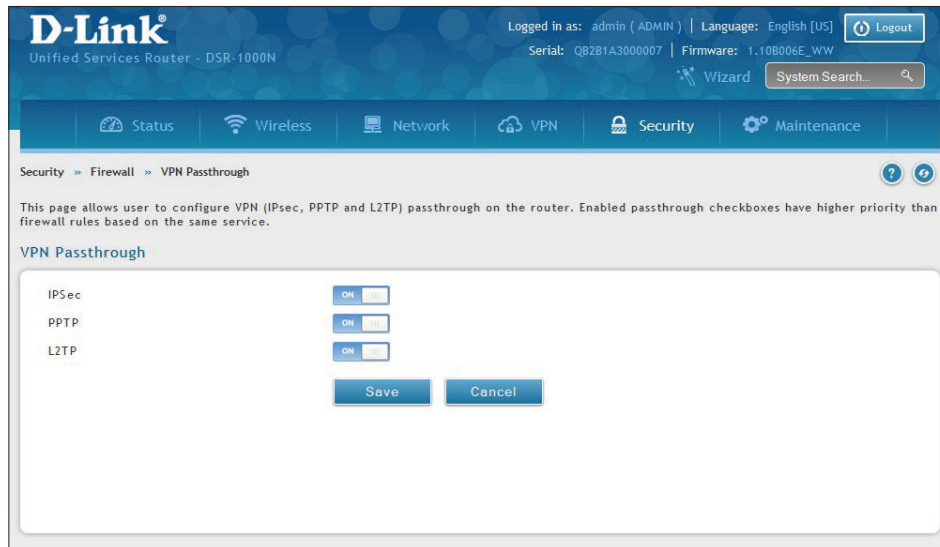 D-Link®
Unified Services Router - DSR-1000N
Logged in as: admin ( ADMIN ) | Language: English [US]
Logout
Serial: QB2B1A3000007 | Firmware: 1.10B006E_WW
Wizard
System Search...
Status
Wireless
Network
VPN
Security
Maintenance
Security » Firewall » VPN Passthrough
This page allows user to configure VPN (IPsec, PPTP and L2TP) passthrough on the router. Enabled passthrough checkboxes have higher priority than
firewall rules based on the same service.
VPN Passthrough
IPSec ON
PPTP ON
L2TP ON
Save Cancel